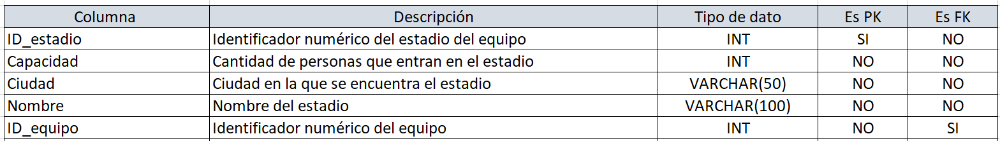 Columna Descripción Tipo de dato Es PK Es FK
ID_estadio Identificador numérico del estadio del equipo INT SI NO
Capacidad Cantidad de personas que entran en el estadio INT NO NO
Ciudad Ciudad en la que se encuentra el estadio VARCHAR(50) NO NO
Nombre Nombre del estadio VARCHAR(100) NO NO
ID_equipo Identificador numérico del equipo INT NO SI